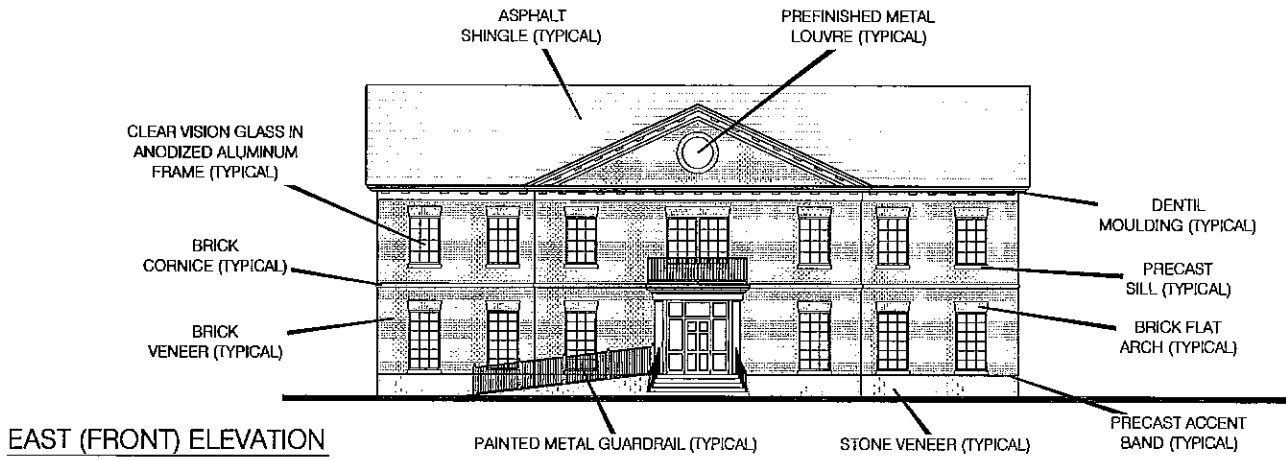 ASPHALT
SHINGLE (TYPICAL)
PREFINISHED METAL
LOUVRE (TYPICAL)
CLEAR VISION GLASS IN
ANODIZED ALUMINUM
FRAME (TYPICAL)
DENTIL
MOULDING (TYPICAL)
BRICK
CORNICE (TYPICAL)
PRECAST
SILL (TYPICAL)
BRICK
VENEER (TYPICAL)
BRICK FLAT
ARCH (TYPICAL)
PRECAST ACCENT
BAND (TYPICAL)
EAST (FRONT) ELEVATION
PAINTED METAL GUARDRAIL (TYPICAL)
STONE VENEER (TYPICAL)